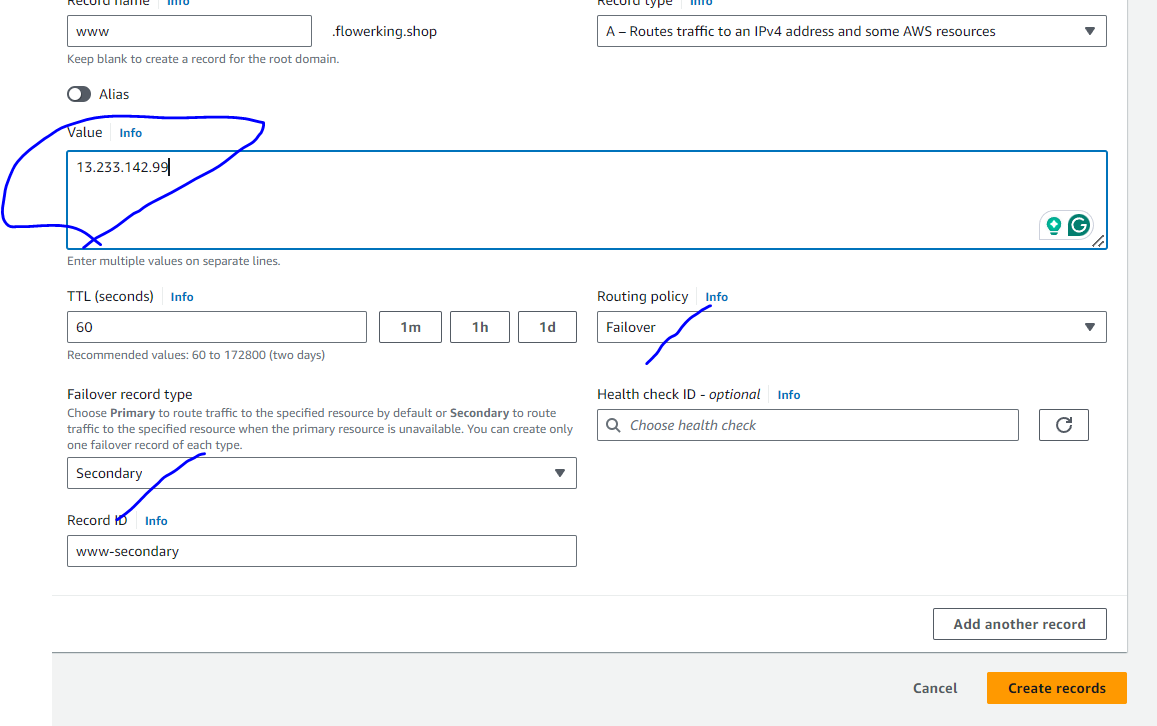 Record name Info
Record type Info
www
.flowerking.shop
A – Routes traffic to an IPv4 address and some AWS resources
Keep blank to create a record for the root domain.
Alias
Value Info
13.233.142.99
Enter multiple values on separate lines.
TTL (seconds) Info
Routing policy Info
60
1m
1h
1d
Failover
Recommended values: 60 to 172800 (two days)
Failover record type
Health check ID - optional Info
Choose Primary to route traffic to the specified resource by default or Secondary to route
traffic to the specified resource when the primary resource is unavailable. You can create only
one failover record of each type.
Choose health check
Secondary
Record ID Info
www-secondary
Add another record
Cancel
Create records